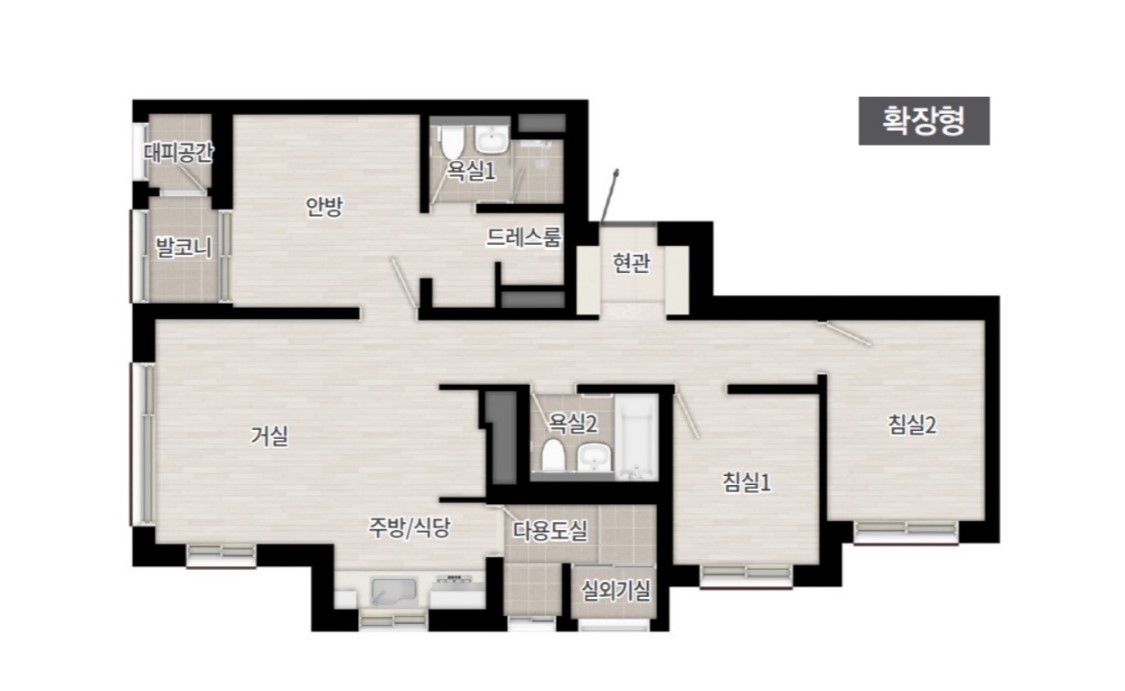 확장형
대피공간
욕실1
안방
드레스룸
발코니
현관
욕실2
침실2
거실
침실1
주방/식당
다용도실
실외기실